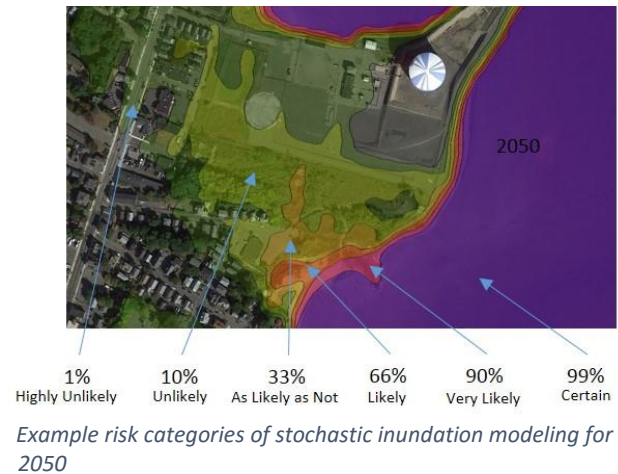 2050
1% 10% 33% 66% 90% 99%
Highly Unlikely Unlikely As Likely as Not Likely Very Likely Certain
Example risk categories of stochastic inundation modeling for
2050